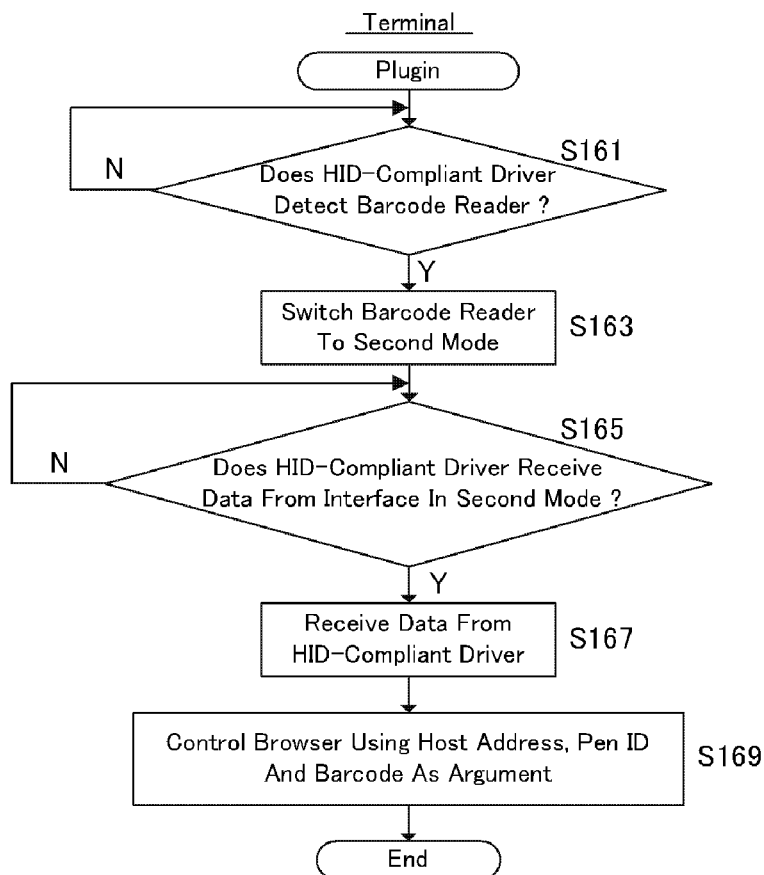 Terminal
Plugin
S161
N
Does HID-Compliant Driver
Detect Barcode Reader ?
Y
Switch Barcode Reader
To Second Mode
S163
S165
N
Does HID-Compliant Driver Receive
Data From Interface In Second Mode ?
Y
Receive Data From
HID-Compliant Driver
S167
Control Browser Using Host Address, Pen ID
And Barcode As Argument
S169
End